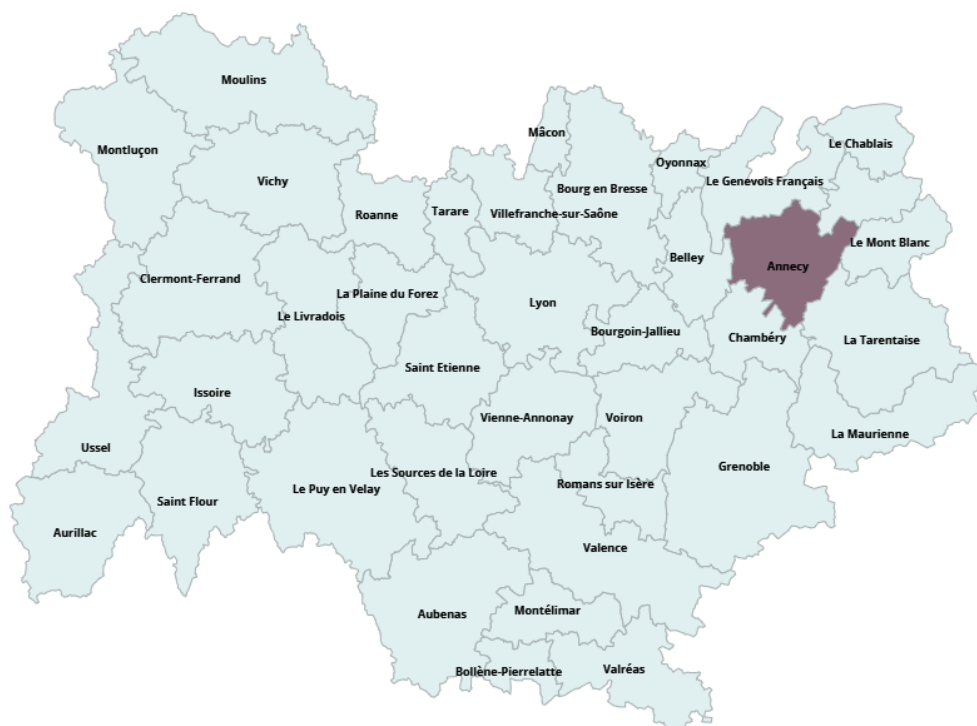 Moulins
Mâcon
Le Chablais
Montluçon
Oyonnax
Vichy
Le Genevois Français
Bourg en Bresse
Roanne
Tarare
Villefranche-sur-Saône
Le Mont Blanc
Belley
Annecy
Clermont-Ferrand
La Plaine du Forez
Lyon
Le Livradois
Bourgoin-Jallieu
Chambéry
La Tarentaise
Saint Etienne
Issoire
Vienne-Annonay
Voiron
La Maurienne
Ussel
Grenoble
Les Sources de la Loire
Romans sur Isère
Le Puy en Velay
Saint Flour
Aurillac
Valence
Montélimar
Aubenas
Bollène-Pierrelatte
Valréas